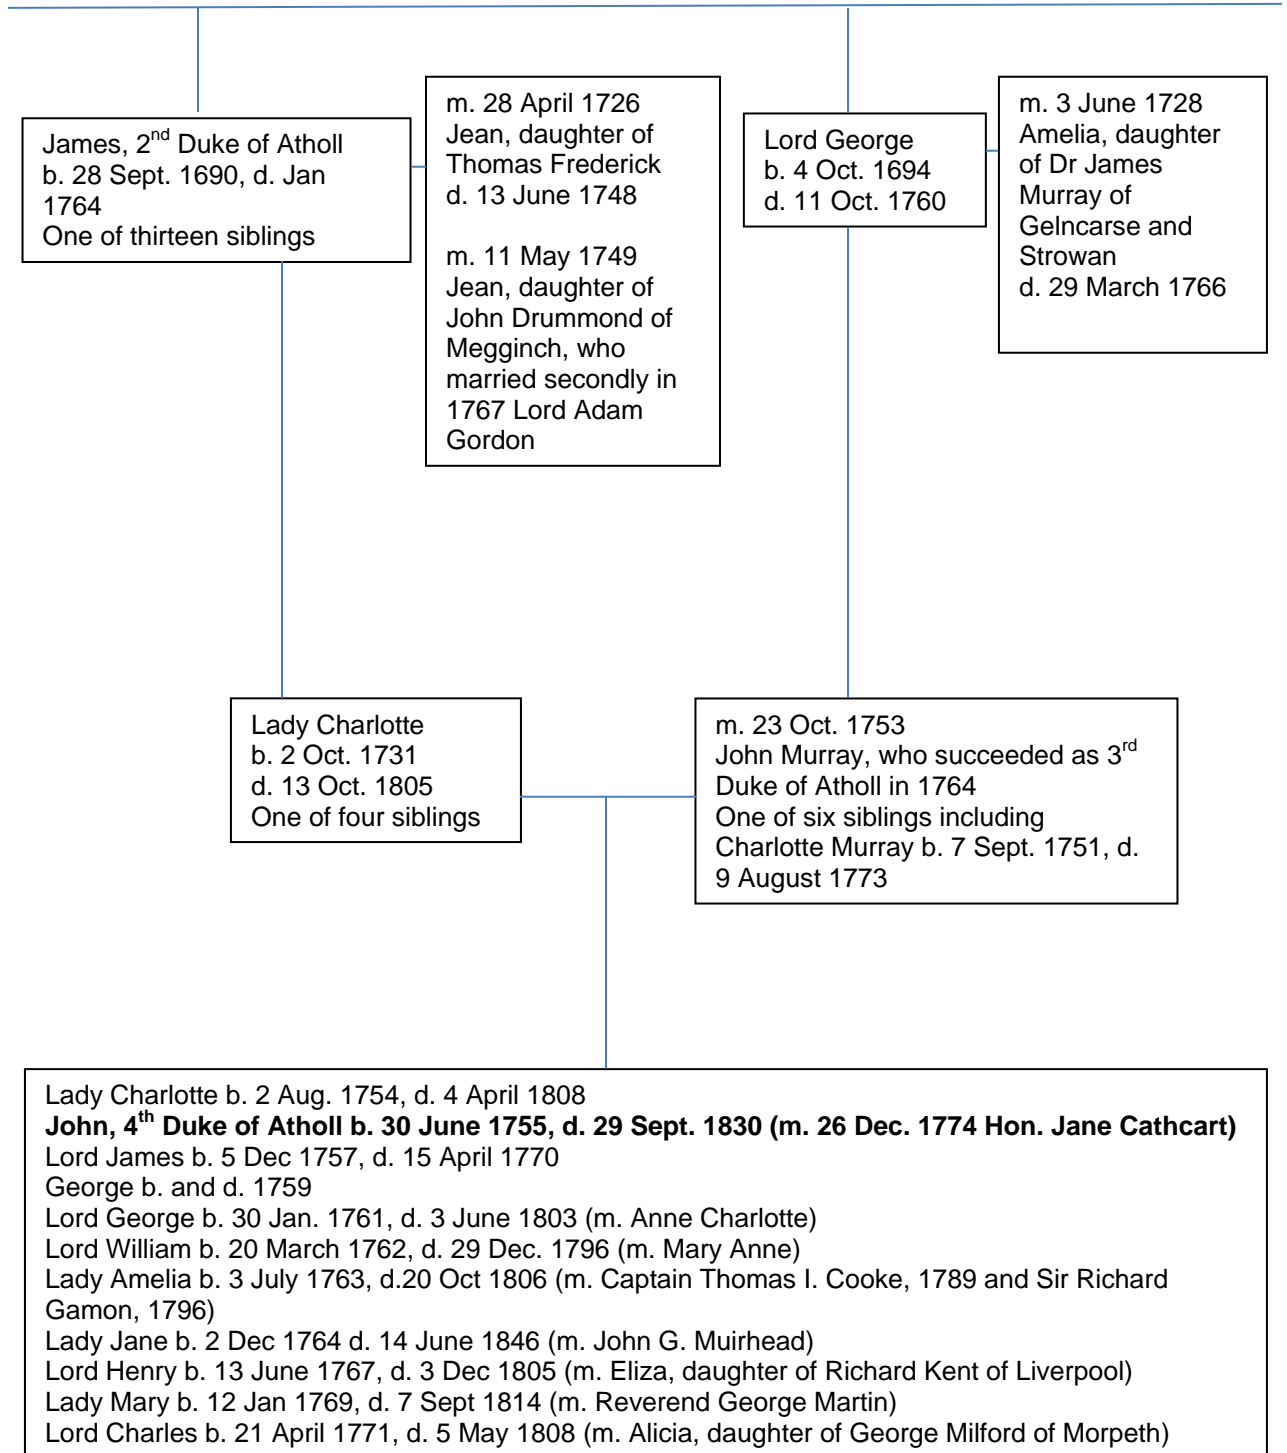 James, 2nd Duke of Atholl
b. 28 Sept. 1690, d. Jan
1764
One of thirteen siblings
m. 28 April 1726
Jean, daughter of
Thomas Frederick
d. 13 June 1748
m. 11 May 1749
Jean, daughter of
John Drummond of
Megginch, who
married secondly in
1767 Lord Adam
Gordon
Lord George
b. 4 Oct. 1694
d. 11 Oct. 1760
m. 3 June 1728
Amelia, daughter
of Dr James
Murray of
Gelncarse and
Strowan
d. 29 March 1766
Lady Charlotte
b. 2 Oct. 1731
d. 13 Oct. 1805
One of four siblings
m. 23 Oct. 1753
John Murray, who succeeded as 3rd
Duke of Atholl in 1764
One of six siblings including
Charlotte Murray b. 7 Sept. 1751, d.
9 August 1773
Lady Charlotte b. 2 Aug. 1754, d. 4 April 1808
John, 4th Duke of Atholl b. 30 June 1755, d. 29 Sept. 1830 (m. 26 Dec. 1774 Hon. Jane Cathcart)
Lord James b. 5 Dec 1757, d. 15 April 1770
George b. and d. 1759
Lord George b. 30 Jan. 1761, d. 3 June 1803 (m. Anne Charlotte)
Lord William b. 20 March 1762, d. 29 Dec. 1796 (m. Mary Anne)
Lady Amelia b. 3 July 1763, d.20 Oct 1806 (m. Captain Thomas I. Cooke, 1789 and Sir Richard
Gamon, 1796)
Lady Jane b. 2 Dec 1764 d. 14 June 1846 (m. John G. Muirhead)
Lord Henry b. 13 June 1767, d. 3 Dec 1805 (m. Eliza, daughter of Richard Kent of Liverpool)
Lady Mary b. 12 Jan 1769, d. 7 Sept 1814 (m. Reverend George Martin)
Lord Charles b. 21 April 1771, d. 5 May 1808 (m. Alicia, daughter of George Milford of Morpeth)